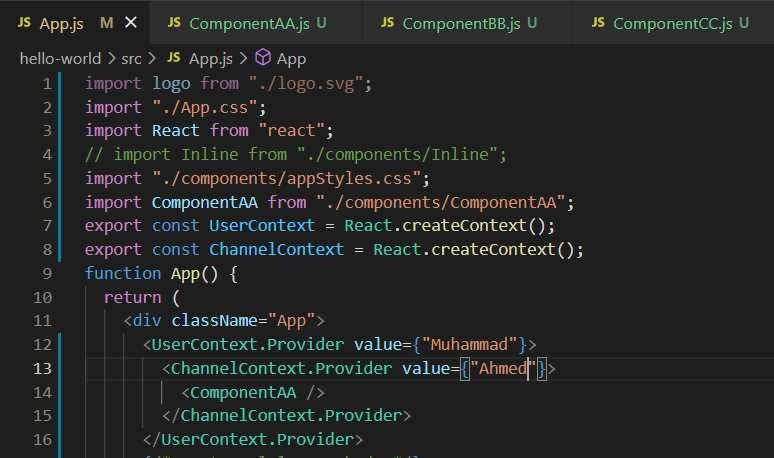 JS App.js M ×
JS ComponentAA.js U
JS ComponentBB.js U
JS ComponentCC.js U
hello-world > src > JS App.js > App
1 import logo from "./logo.svg";
2 import "./App.css";
3 import React from "react";
4 // import Inline from "./components/Inline";
5 import "./components/appStyles.css";
6 import ComponentAA from "./components/ComponentAA";
7 export const UserContext = React.createContext();
8 export const ChannelContext = React.createContext();
9 function App() {
10 return (
11 <div className="App">
12 <UserContext.Provider value={"Muhammad"}>
13 <ChannelContext.Provider value={"Ahmed"}>
14 <ComponentAA />
15 </ChannelContext.Provider>
16 </UserContext.Provider>